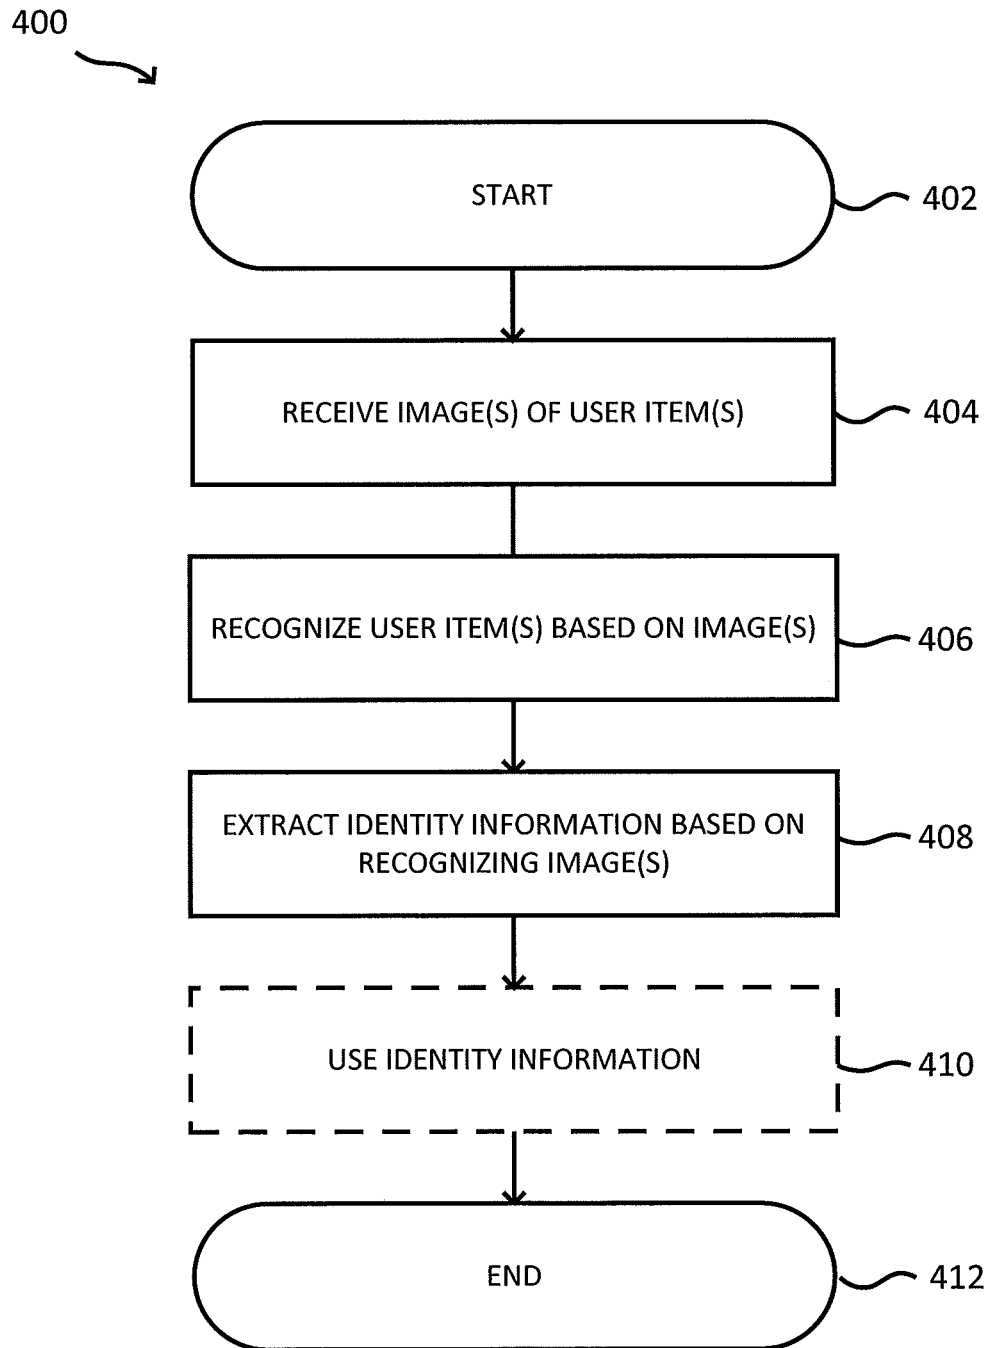 400
START
402
RECEIVE IMAGE(S) OF USER ITEM(S)
404
RECOGNIZE USER ITEM(S) BASED ON IMAGE(S)
406
EXTRACT IDENTITY INFORMATION BASED ON
RECOGNIZING IMAGE(S)
408
USE IDENTITY INFORMATION
410
END
412